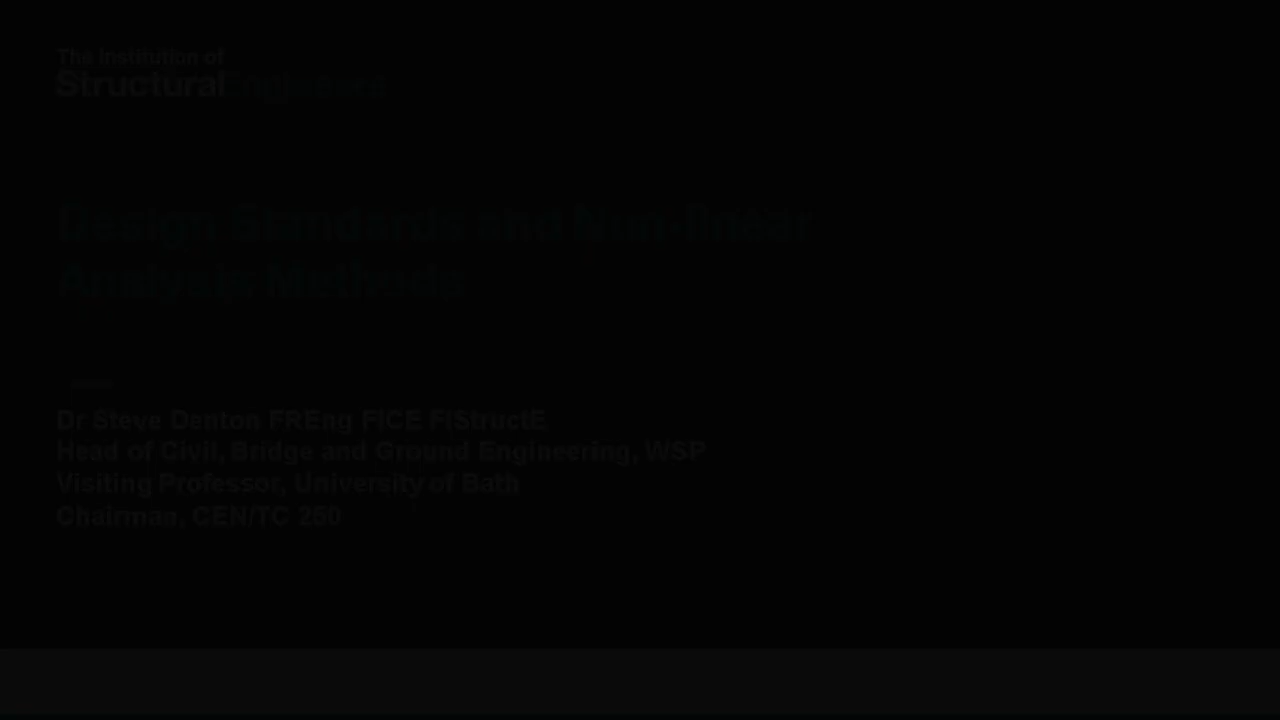 The Institution of
StructuralEngineers
Design Standards and Non-linear
Analysis Methods
Dr Steve Denton FREng FICE FIStructE
Head of Civil, Bridge and Ground Engineering, WSP
Visiting Professor, University of Bath
Chairman, CEN/TC 250